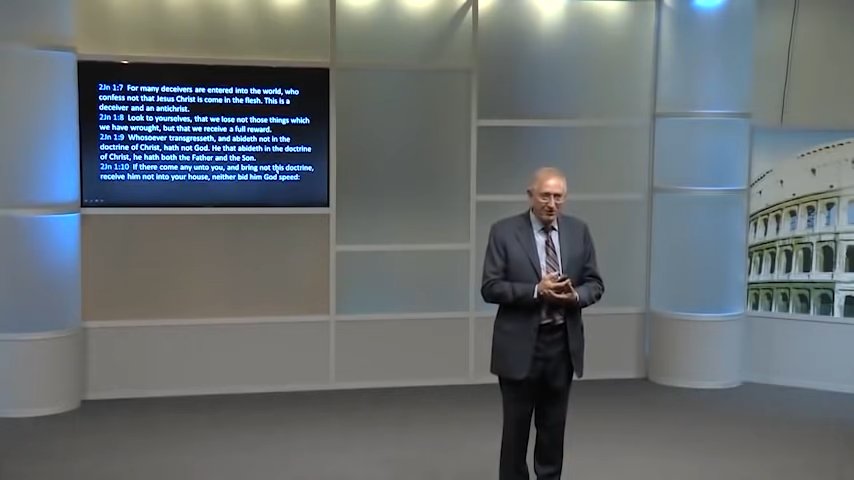 2Jn 1:7 For many deceivers are entered into the world, who
confess not that Jesus Christ is come in the flesh. This is a
deceiver and an antichrist.
2Jn 1:8 Look to yourselves, that we lose not those things which
we have wrought, but that we receive a full reward.
2Jn 1:9 Whosoever transgresseth, and abideth not in the
doctrine of Christ, hath not God. He that abideth in the doctrine
of Christ, he hath both the Father and the Son.
2Jn 1:10 If there come any unto you, and bring not this doctrine,
receive him not into your house, neither bid him God speed: